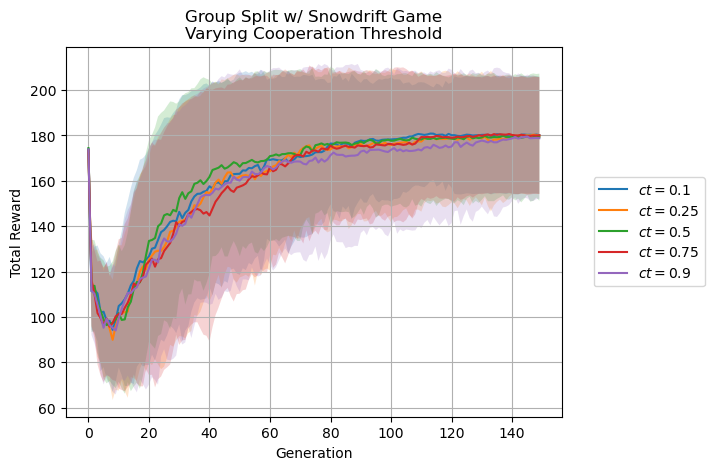 Group Split w/ Snowdrift Game
Varying Cooperation Threshold
Total Reward
200
180
160
140
120
100
80
60
0 20 40 60 80 100 120 140
Generation
ct = 0.1
ct = 0.25
ct = 0.5
ct = 0.75
ct = 0.9